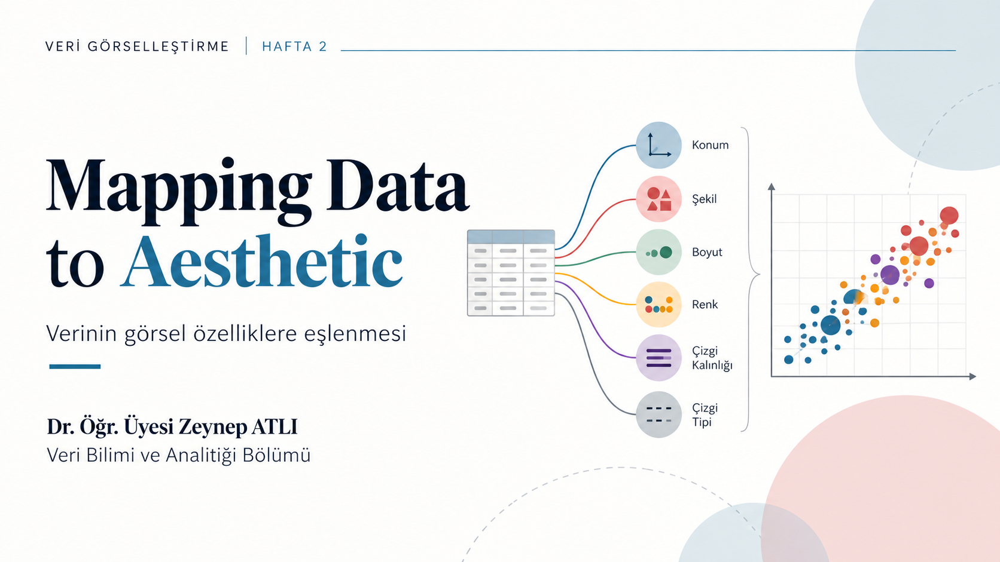 VERİ GÖRSELLEŞTİRME | HAFTA 2
Mapping Data
to Aesthetic
Verinin görsel özelliklere eşlenmesi
Dr. Öğr. Üyesi Zeynep ATLI
Veri Bilimi ve Analitiği Bölümü
Konum
Şekil
Boyut
Renk
Çizgi
Kalınlığı
Çizgi
Tipi